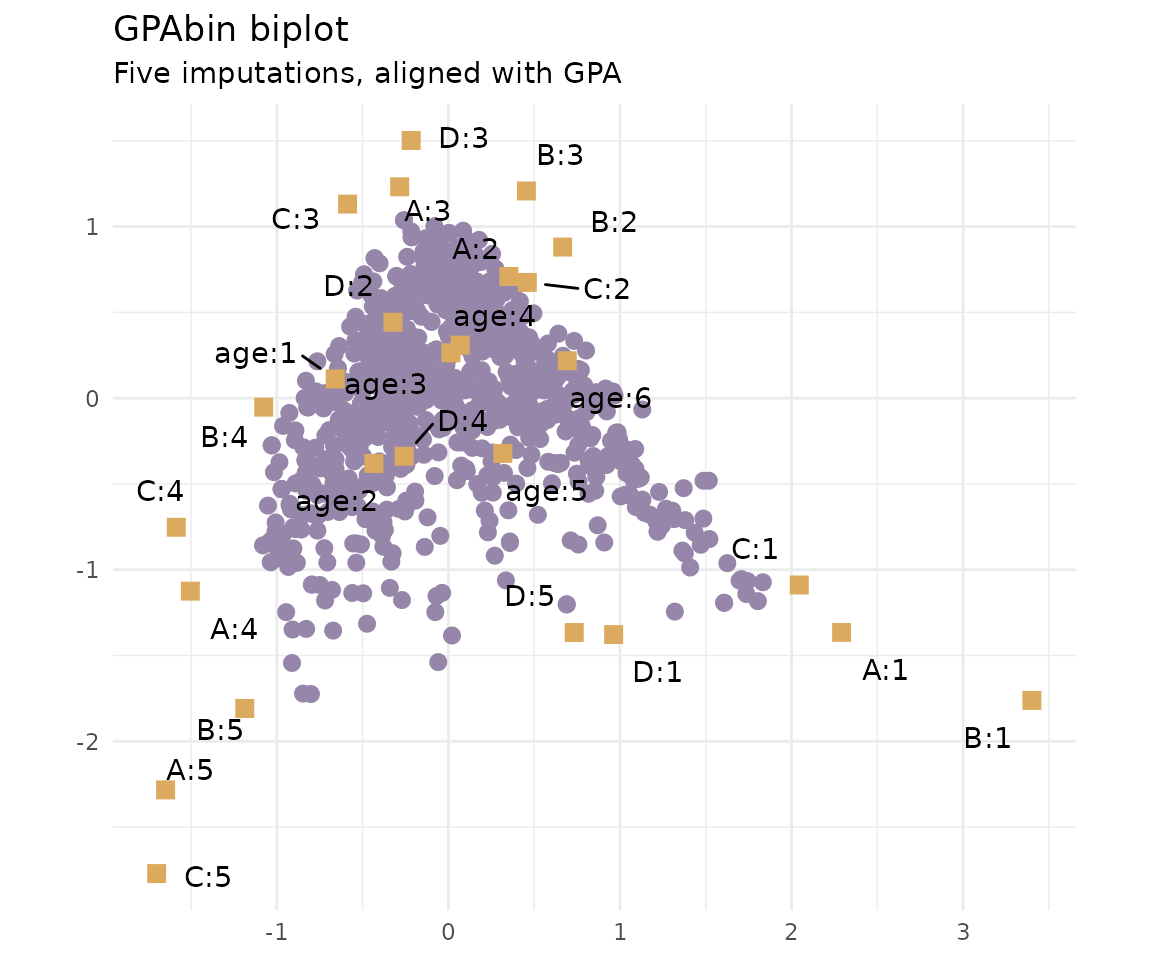 GPAbin biplot
Five imputations, aligned with GPA
D:3
B:3
A:3
C:3
B:2
A:2
D:2
C:2
age:4
age:1
age:3
age:6
D:4
B:4
C:4
age:2
age:5
C:1
D:5
A:4
D:1
A:1
B:5
B:1
A:5
C:5
1
0
-1
-2
-1
0
1
2
3